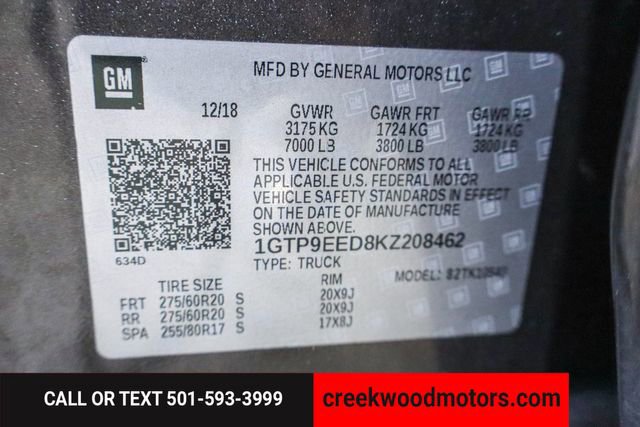 GM
MFD BY GENERAL MOTORS LLC
12/18 GVWR GAWR FRT GAWR RR
3175 KG 1724 KG 1724 KG
7000 LB 3800 LB 3800 LB
THIS VEHICLE CONFORMS TO ALL
APPLICABLE U.S. FEDERAL MOTOR
VEHICLE SAFETY STANDARDS IN EFFECT
ON THE DATE OF MANUFACTURE
SHOWN ABOVE.
1GTP9EED8KZ208462
634D
TYPE: TRUCK MODEL:
TIRE SIZE RIM
FRT 275/60R20 S 20X9J
RR 275/60R20 S 20X9J
SPA 255/80R17 S 17X8J
CALL OR TEXT 501-593-3999
creekwoodmotors.com